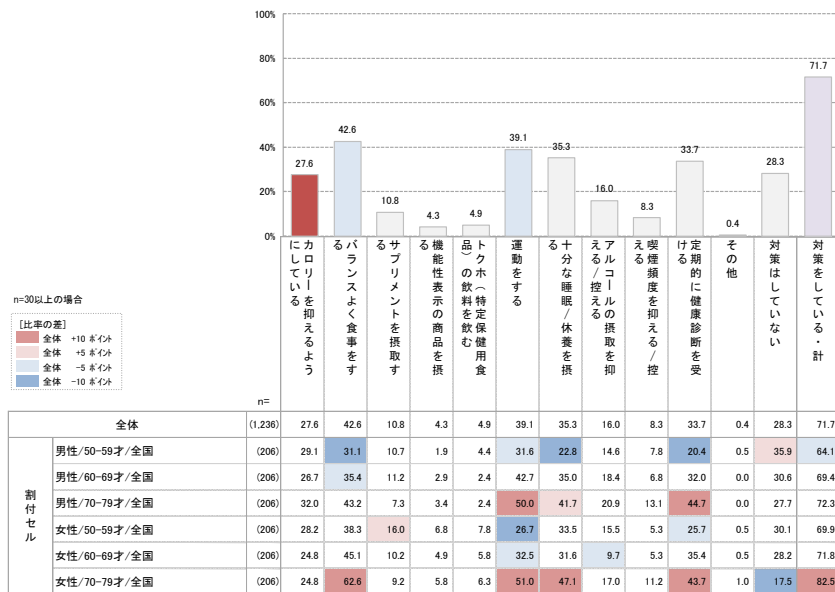 100%
80%
60%
40%
20%
0%
27.6
42.6
10.8
4.3
4.9
39.1
35.3
16.0
8.3
33.7
0.4
28.3
71.7
カロリーを抑えるよう
にしている
バランスよく食事をす
る
サプリメントを摂取す
る
機能性表示の商品を摂
る
トクホ(特定保健用食
品)の飲料を飲む
運動をする
十分な睡眠/休養を摂
る
アルコールの摂取を抑
える/控える
喫煙頻度を抑える/控
える
定期的に健康診断を受
ける
その他
対策はしていない
対策をしている・計
n=30以上の場合
[比率の差]
全体 +10 ポイント
全体 +5 ポイント
全体 -5 ポイント
全体 -10 ポイント
n=
全体 (1,236) 27.6 42.6 10.8 4.3 4.9 39.1 35.3 16.0 8.3 33.7 0.4 28.3 71.7
割付セル
男性/50-59才/全国 (206) 29.1 31.1 10.7 1.9 4.4 31.6 22.8 14.6 7.8 20.4 0.5 35.9 64.1
男性/60-69才/全国 (206) 26.7 35.4 11.2 2.9 2.4 42.7 35.0 18.4 6.8 32.0 0.0 30.6 69.4
男性/70-79才/全国 (206) 32.0 43.2 7.3 3.4 2.4 50.0 41.7 20.9 13.1 44.7 0.0 27.7 72.3
女性/50-59才/全国 (206) 28.2 38.3 16.0 6.8 7.8 26.7 33.5 15.5 5.3 25.7 0.5 30.1 69.9
女性/60-69才/全国 (206) 24.8 45.1 10.2 4.9 5.8 32.5 31.6 9.7 5.3 35.4 0.5 28.2 71.8
女性/70-79才/全国 (206) 24.8 62.6 9.2 5.8 6.3 51.0 47.1 17.0 11.2 43.7 1.0 17.5 82.5